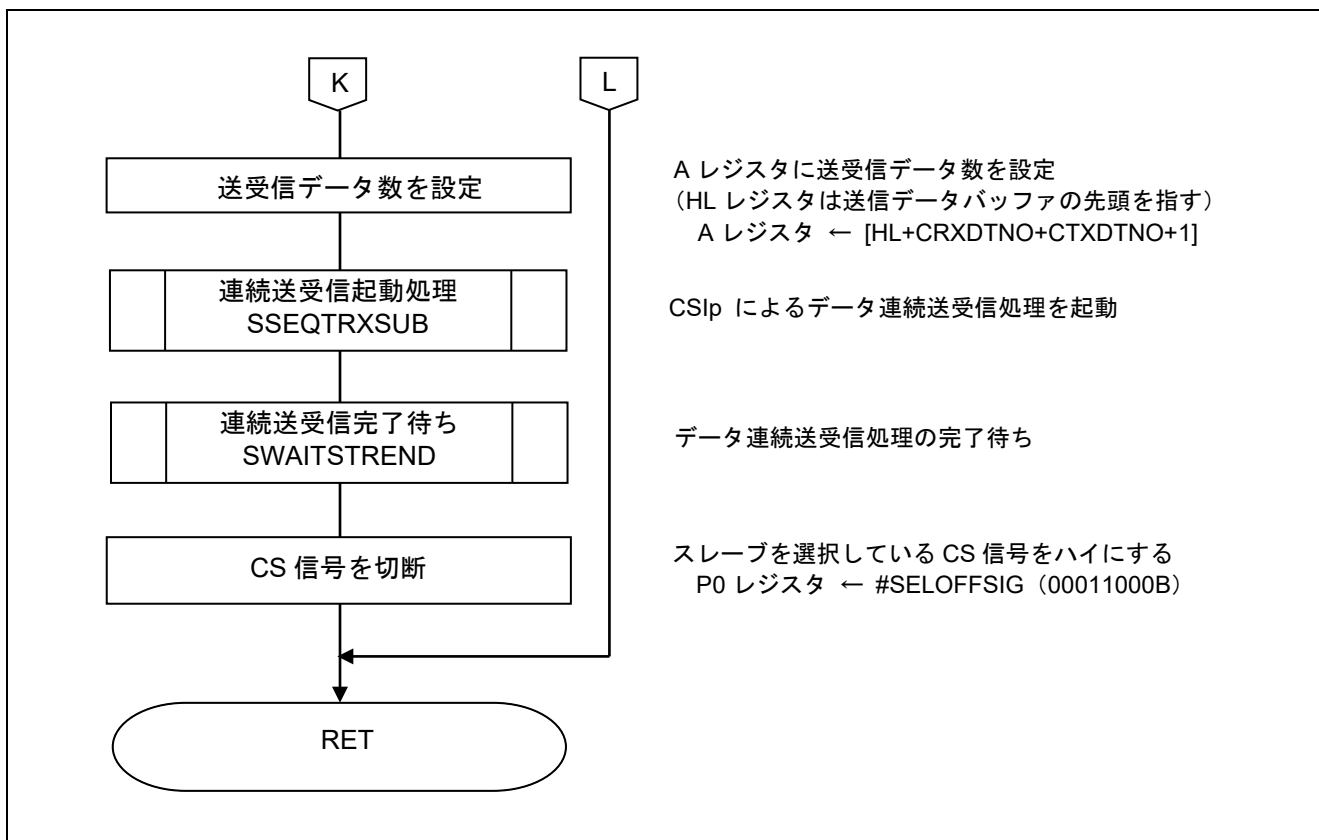 K
L
送受信データ数を設定
A レジスタに送受信データ数を設定
（HL レジスタは送信データバッファの先頭を指す）
A レジスタ ← [HL+CRXDTNO+CTXDTNO+1]
連続送受信起動処理
SSEQTRXSUB
CSIp によるデータ連続送受信処理を起動
連続送受信完了待ち
SWAITSTREND
データ連続送受信処理の完了待ち
CS 信号を切断
スレーブを選択している CS 信号をハイにする
P0 レジスタ ← #SELOFFSIG（00011000B）
RET